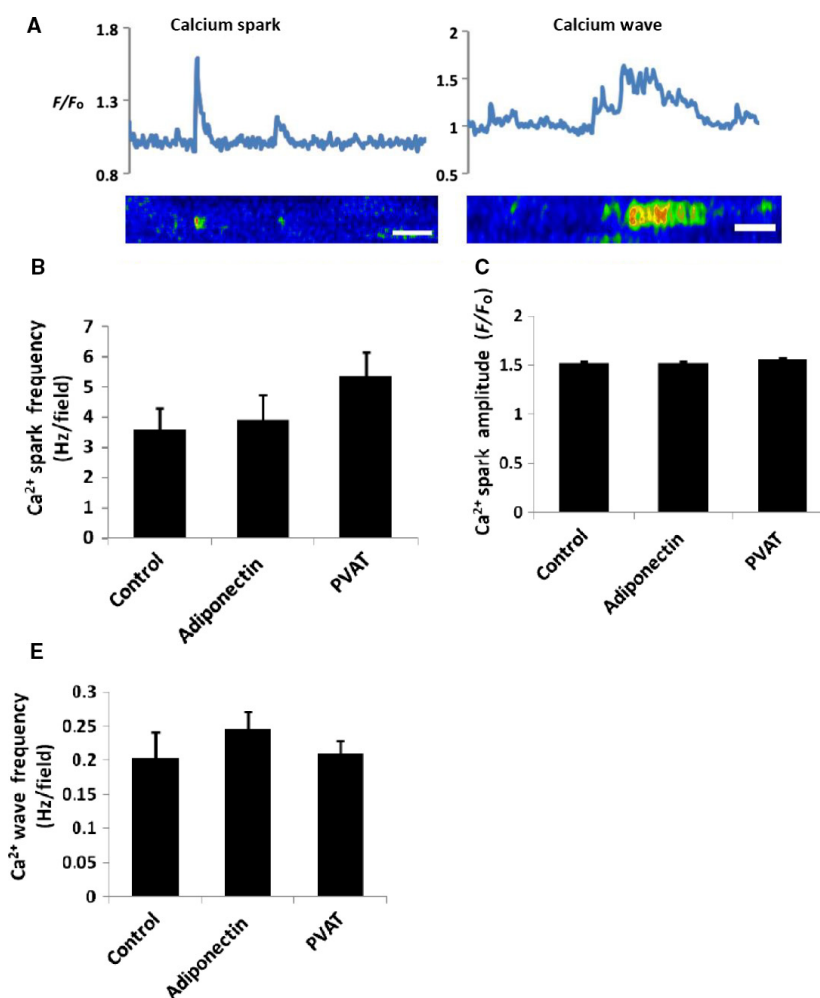 A
Calcium spark
Calcium wave
1.8
F/Fo
1.3
0.8
2
1.5
1
0.5
B
Ca2+ spark frequency
(Hz/field)
7
6
5
4
3
2
1
0
Control
Adiponectin
PVAT
C
Ca2+ spark amplitude (F/Fo)
2
1.5
1
0.5
0
Control
Adiponectin
PVAT
E
Ca2+ wave frequency
(Hz/field)
0.3
0.25
0.2
0.15
0.1
0.05
0
Control
Adiponectin
PVAT